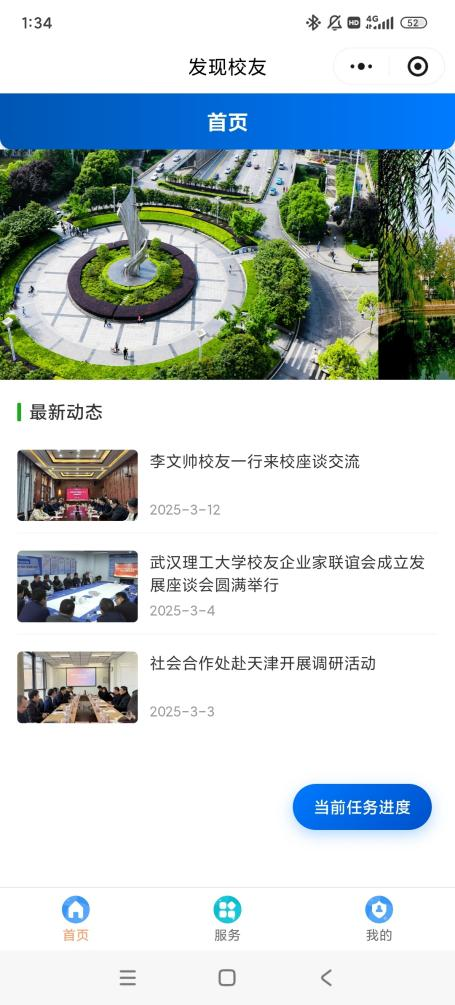 1:34
HD 4G 52
发现校友
首页
最新动态
李文帅校友一行来校座谈交流
2025-3-12
武汉理工大学校友企业家联谊会成立发
展座谈会圆满举行
2025-3-4
社会合作处赴天津开展调研活动
2025-3-3
当前任务进度
首页
服务
我的